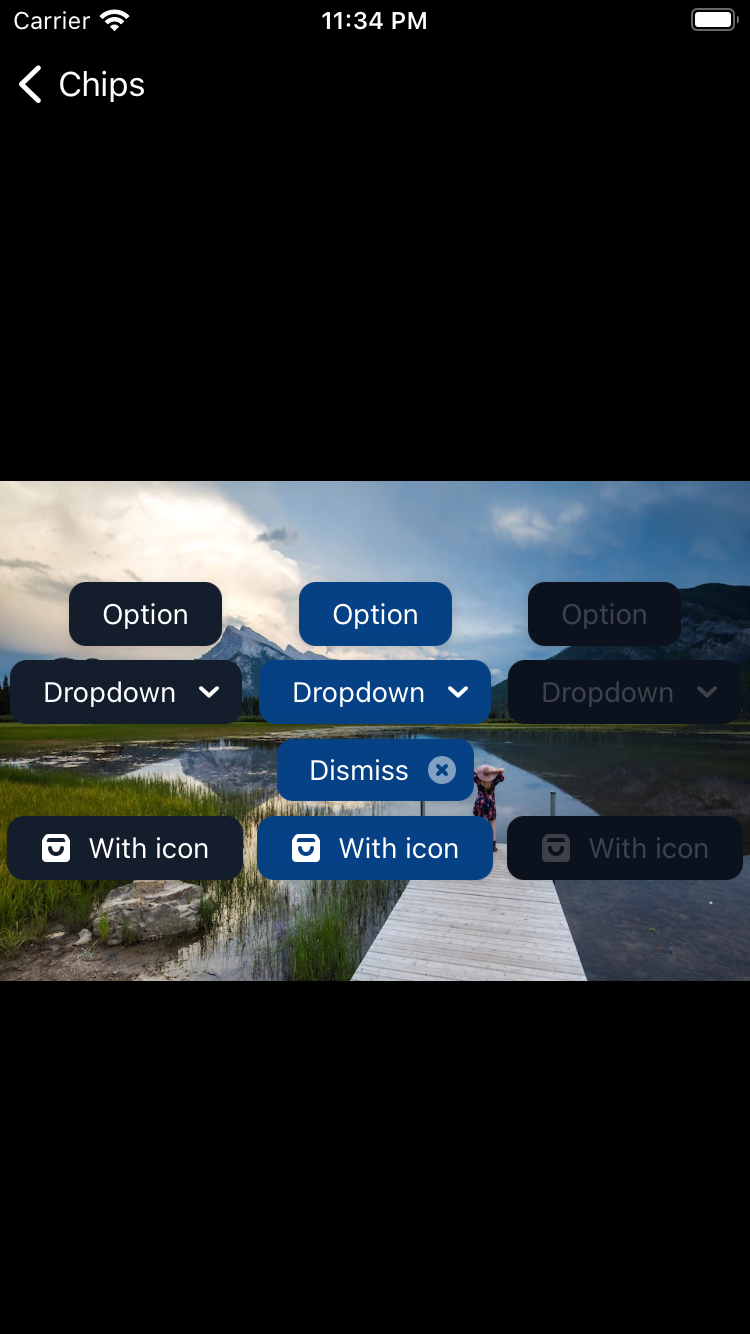 Carrier 11:34 PM
Chips
Option Option Option
Dropdown Dropdown Dropdown
Dismiss
With icon With icon With icon